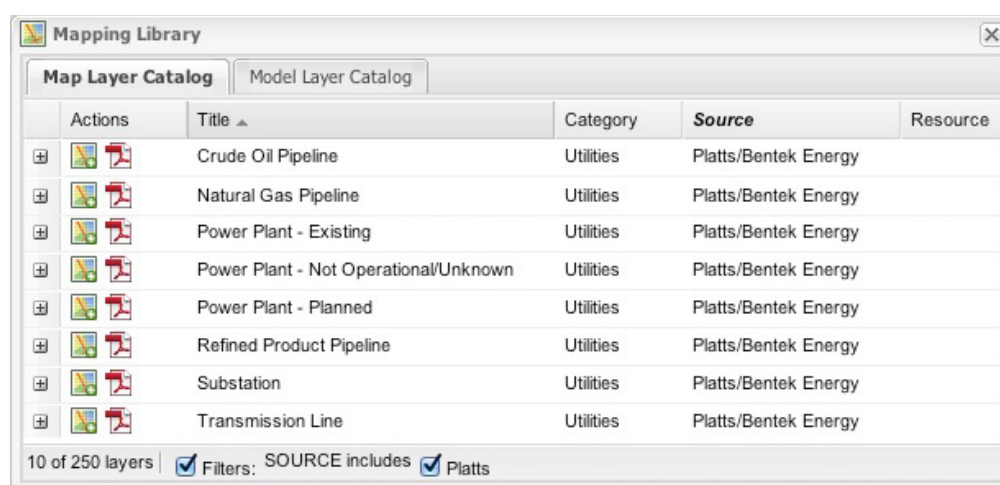 Mapping Library
Map Layer Catalog Model Layer Catalog
Actions Title Category Source Resource
Crude Oil Pipeline Utilities Platts/Bentek Energy
Natural Gas Pipeline Utilities Platts/Bentek Energy
Power Plant - Existing Utilities Platts/Bentek Energy
Power Plant - Not Operational/Unknown Utilities Platts/Bentek Energy
Power Plant - Planned Utilities Platts/Bentek Energy
Refined Product Pipeline Utilities Platts/Bentek Energy
Substation Utilities Platts/Bentek Energy
Transmission Line Utilities Platts/Bentek Energy
10 of 250 layers Filters: SOURCE includes Platts